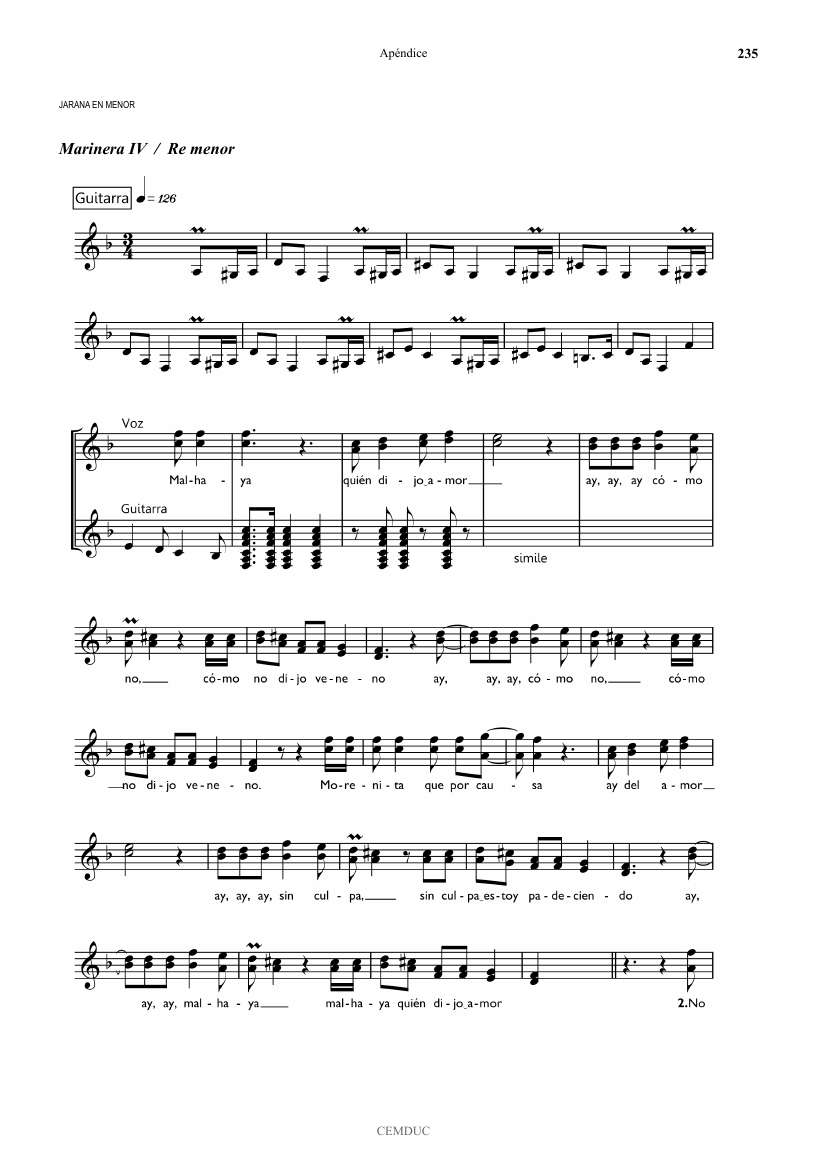 Apéndice 235
JARANA EN MENOR
Marinera IV / Re menor
Guitarra = 126
3
4
Voz
Mal-ha - ya quién di - jo_a-mor ay, ay, ay có - mo
Guitarra
simile
no, có-mo no di-jo ve-ne - no ay, ay, ay, có - mo no, có-mo
no di - jo ve-ne-no. Mo-re-ni-ta que por cau - sa ay del a-mor
ay, ay, ay, sin cul - pa, sin cul-pa_es-toy pa-de-cien - do ay,
ay, ay, mal - ha - ya mal-ha-ya quién di-jo_a-mor 2.No
CEMDUC